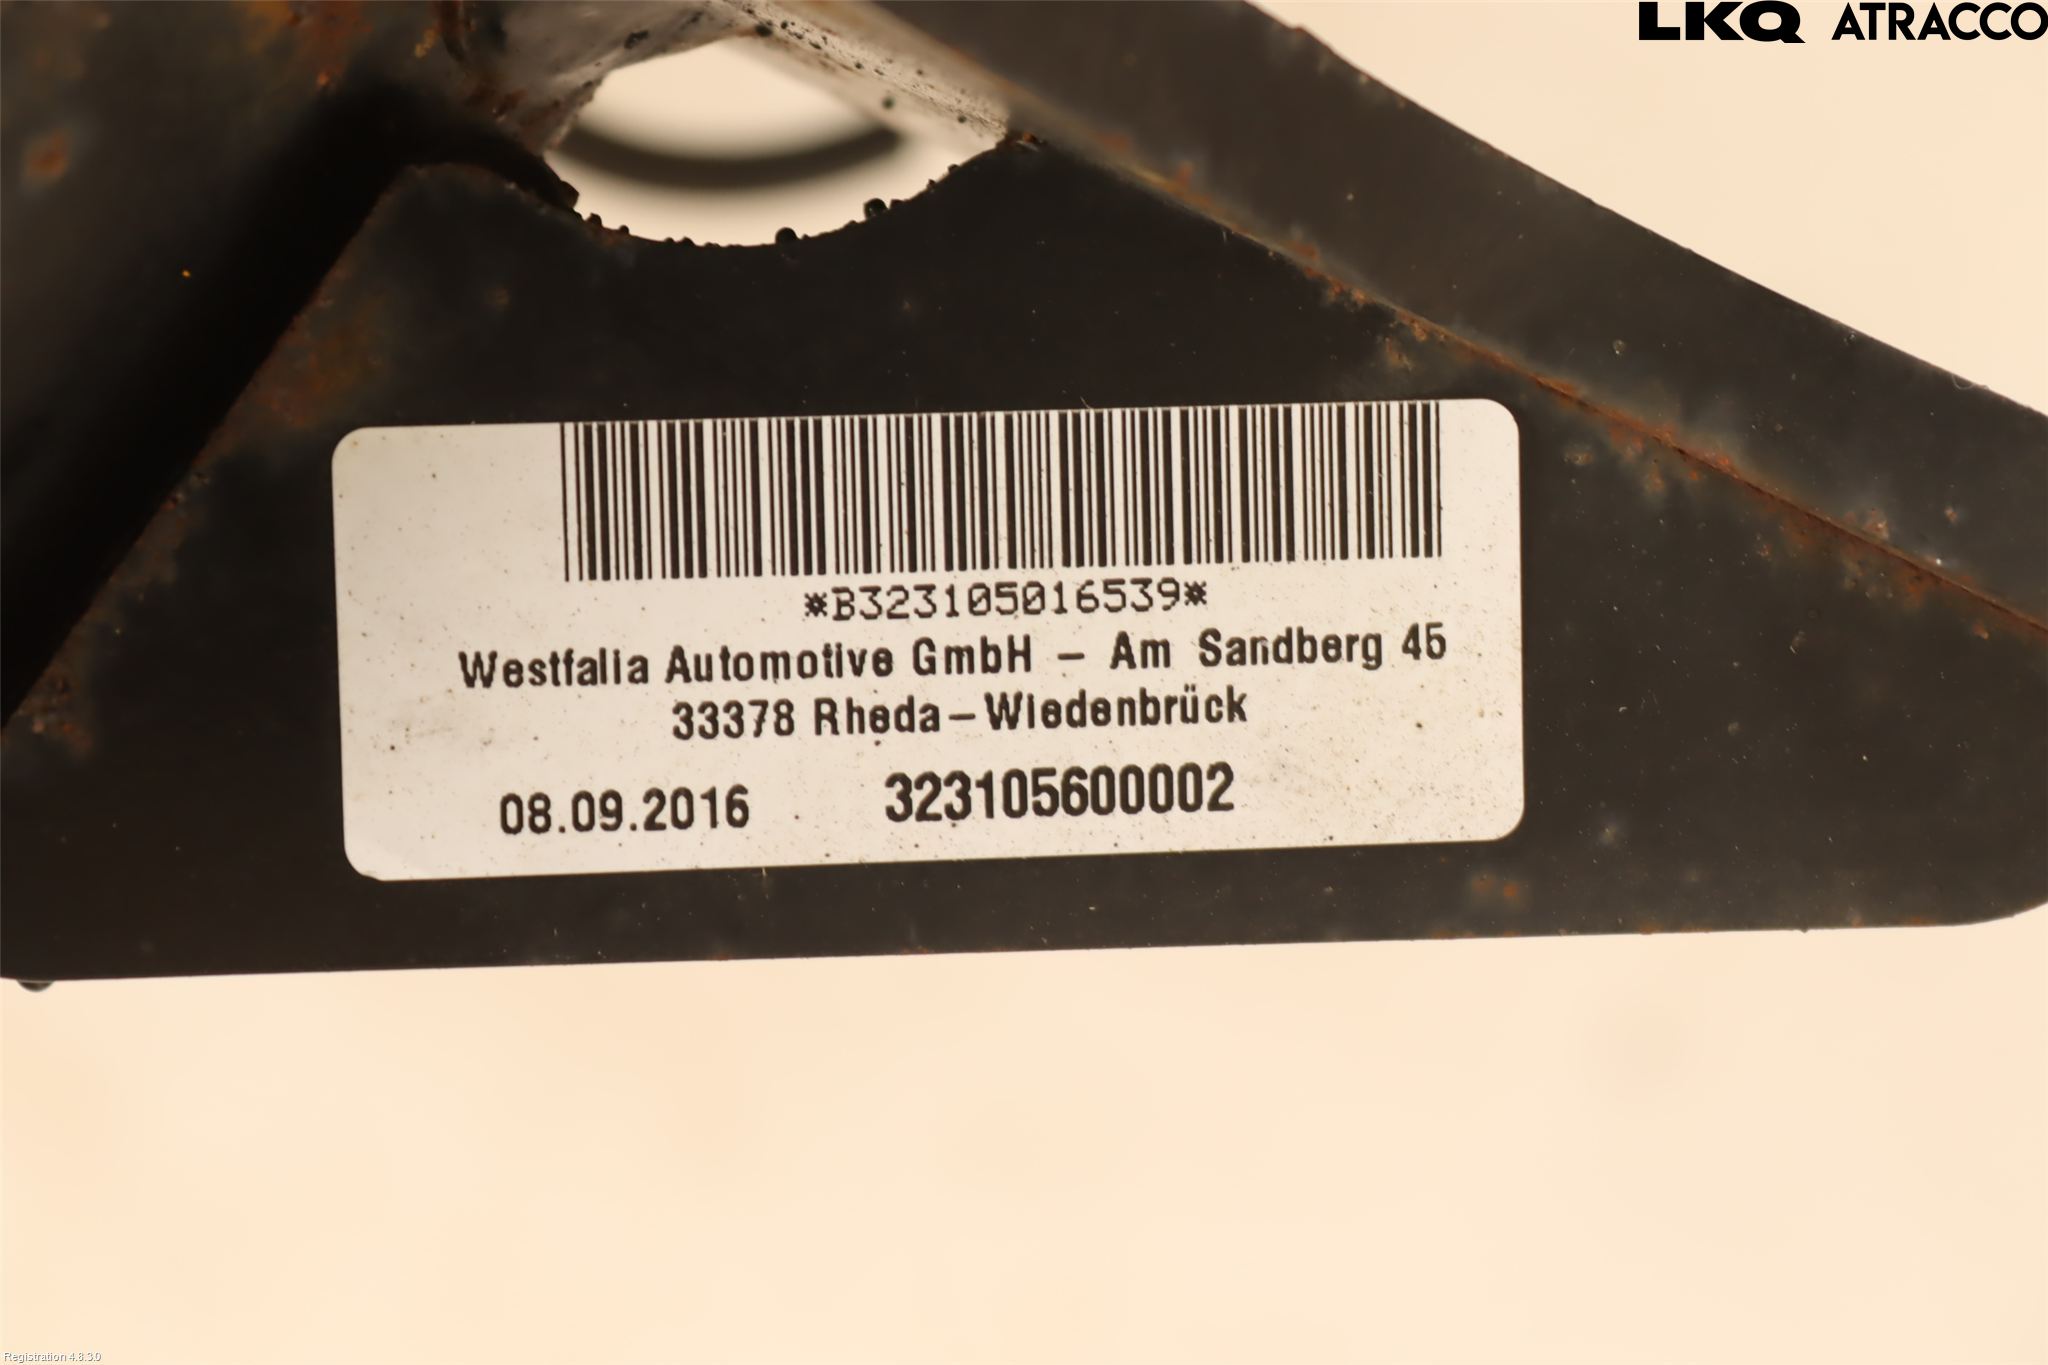 LKQ ATRACCO
*B323105016539*
Westfalia Automotive GmbH - Am Sandberg 45
33378 Rheda-Wiedenbrück
08.09.2016 323105600002
Registration 4.8.3.0